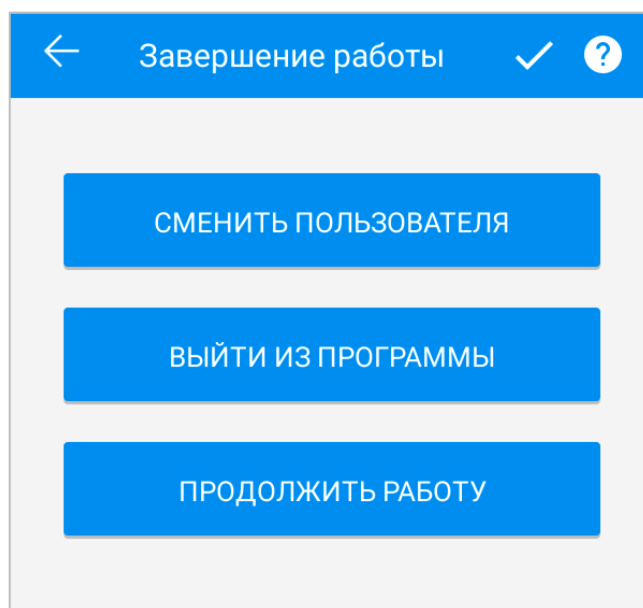 Завершение работы ?
СМЕНИТЬ ПОЛЬЗОВАТЕЛЯ
ВЫЙТИ ИЗ ПРОГРАММЫ
ПРОДОЛЖИТЬ РАБОТУ